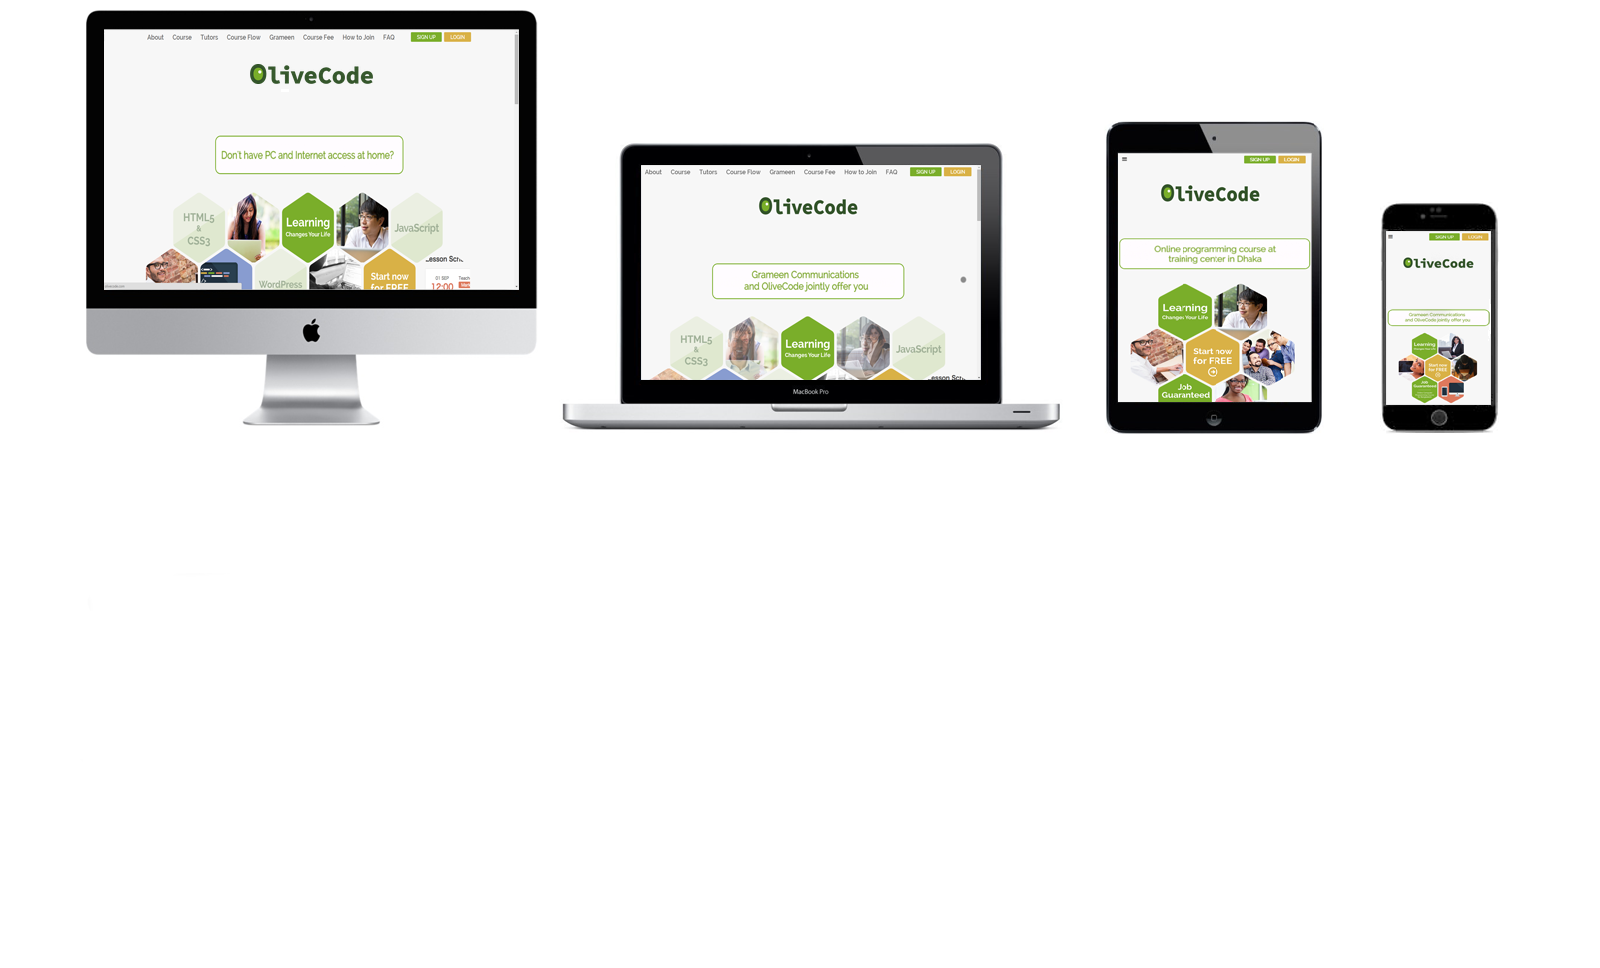 About Course Tutors Course Flow Grameen Course Fee How to Join FAQ SIGN UP LOGIN
OliveCode
Don't have PC and Internet access at home?
HTML5
&
CSS3
Learning
Changes Your Life
JavaScript
WordPress
Start now
for FREE
Lesson Sch
01 SEP
12:00
Teach
About Course Tutors Course Flow Grameen Course Fee How to Join FAQ SIGN UP LOGIN
OliveCode
Grameen Communications
and OliveCode jointly offer you
HTML5
&
CSS3
Learning
Changes Your Life
JavaScript
Lesson Sch
MacBook Pro
SIGN UP LOGIN
OliveCode
Online programming course at
training center in Dhaka
Learning
Changes Your Life
Start now
for FREE
Job
Guaranteed
SIGN UP LOGIN
OliveCode
Grameen Communications
and OliveCode jointly offer you
Learning
Changes Your Life
Start now
for FREE
Job
Guaranteed